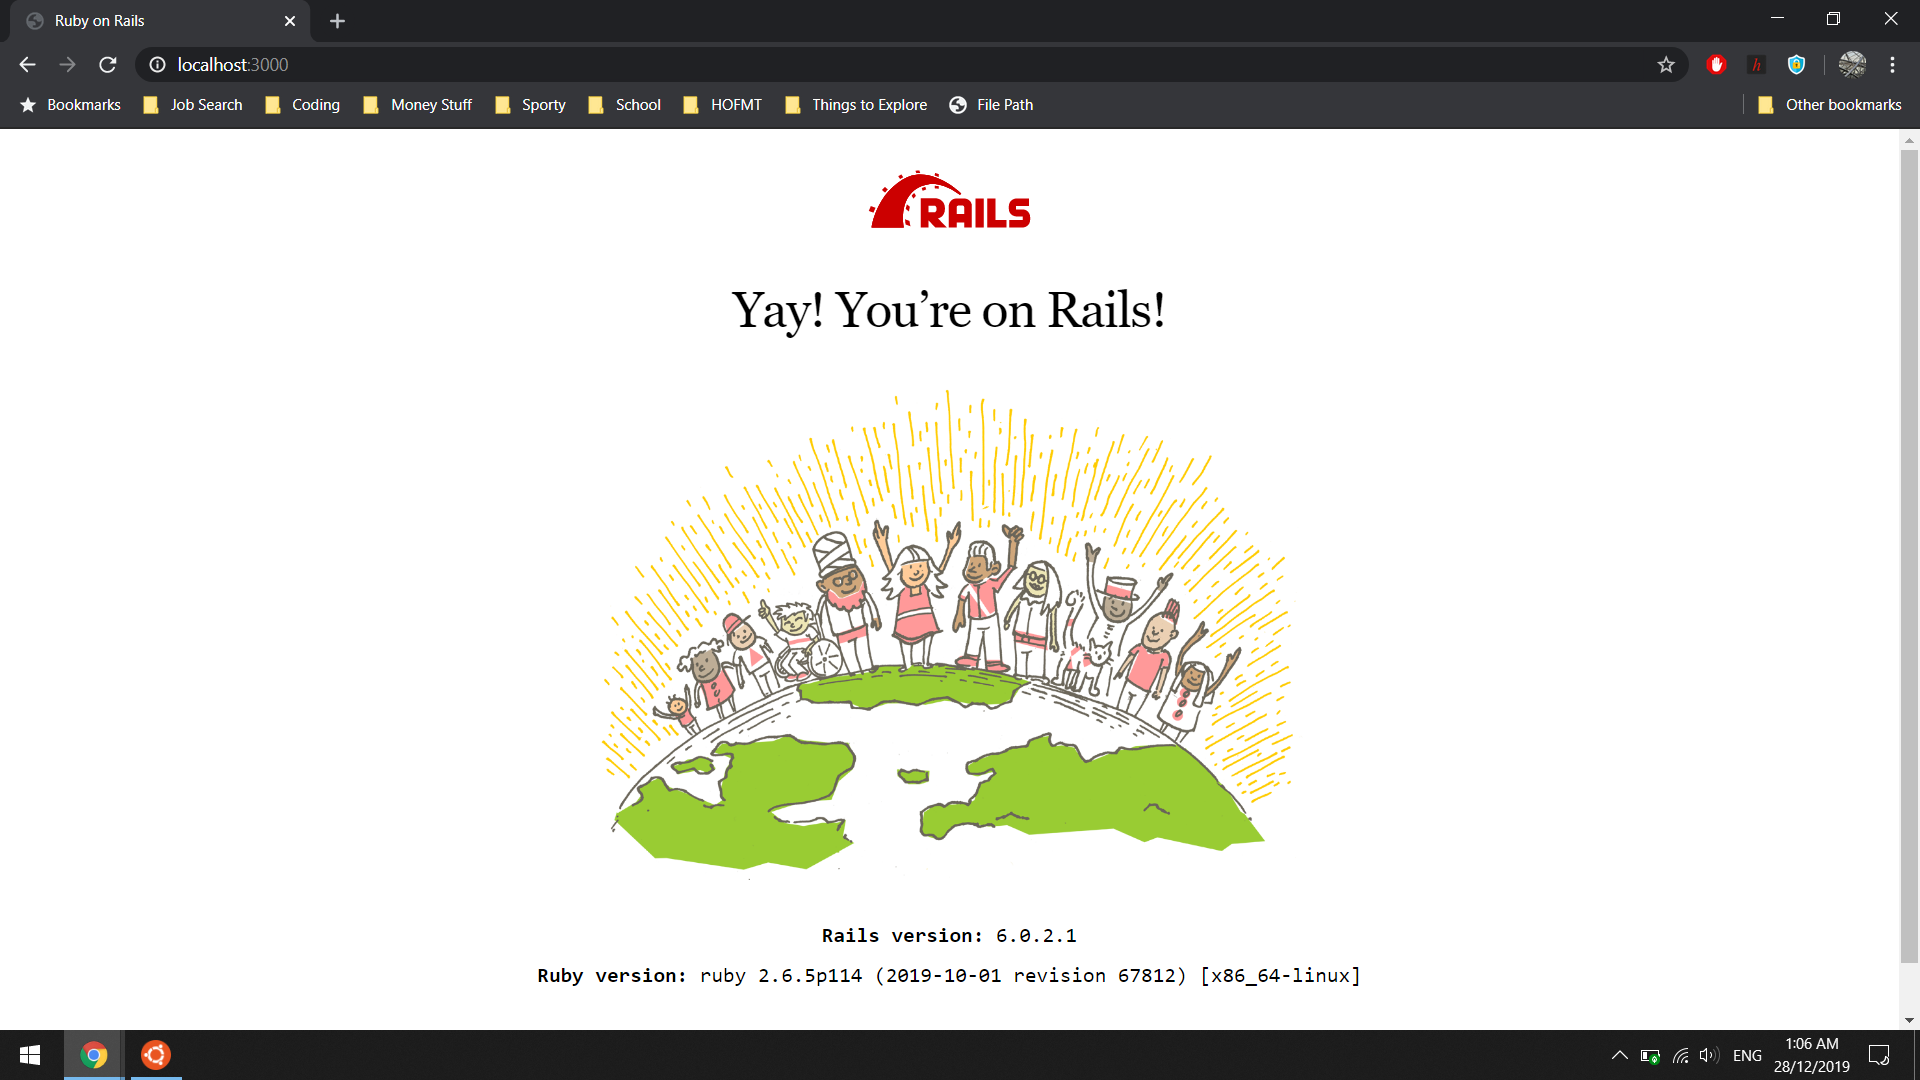 Ruby on Rails
localhost:3000
h
Bookmarks Job Search Coding Money Stuff Sporty School HOFMT Things to Explore File Path Other bookmarks
RAILS
Yay! You’re on Rails!
Rails version: 6.0.2.1
Ruby version: ruby 2.6.5p114 (2019-10-01 revision 67812) [x86_64-linux]
ENG
1:06 AM
28/12/2019